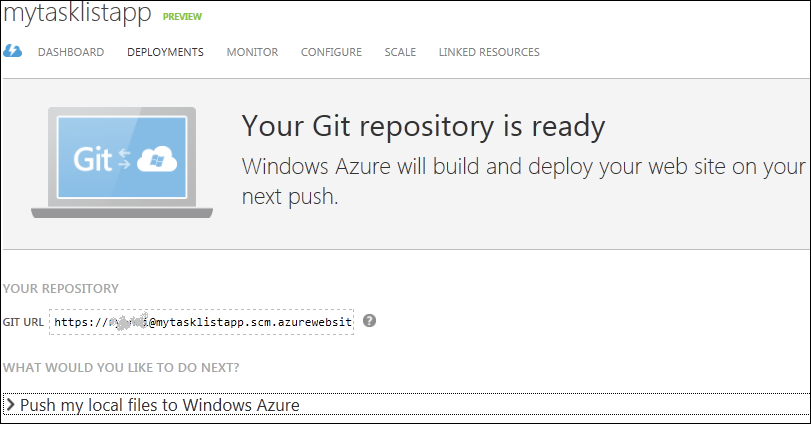 mytasklistapp PREVIEW
DASHBOARD DEPLOYMENTS MONITOR CONFIGURE SCALE LINKED RESOURCES
Git
Your Git repository is ready
Windows Azure will build and deploy your web site on your
next push.
YOUR REPOSITORY
GIT URL https:// @mytasklistapp.scm.azurewebsit ?
WHAT WOULD YOU LIKE TO DO NEXT?
Push my local files to Windows Azure